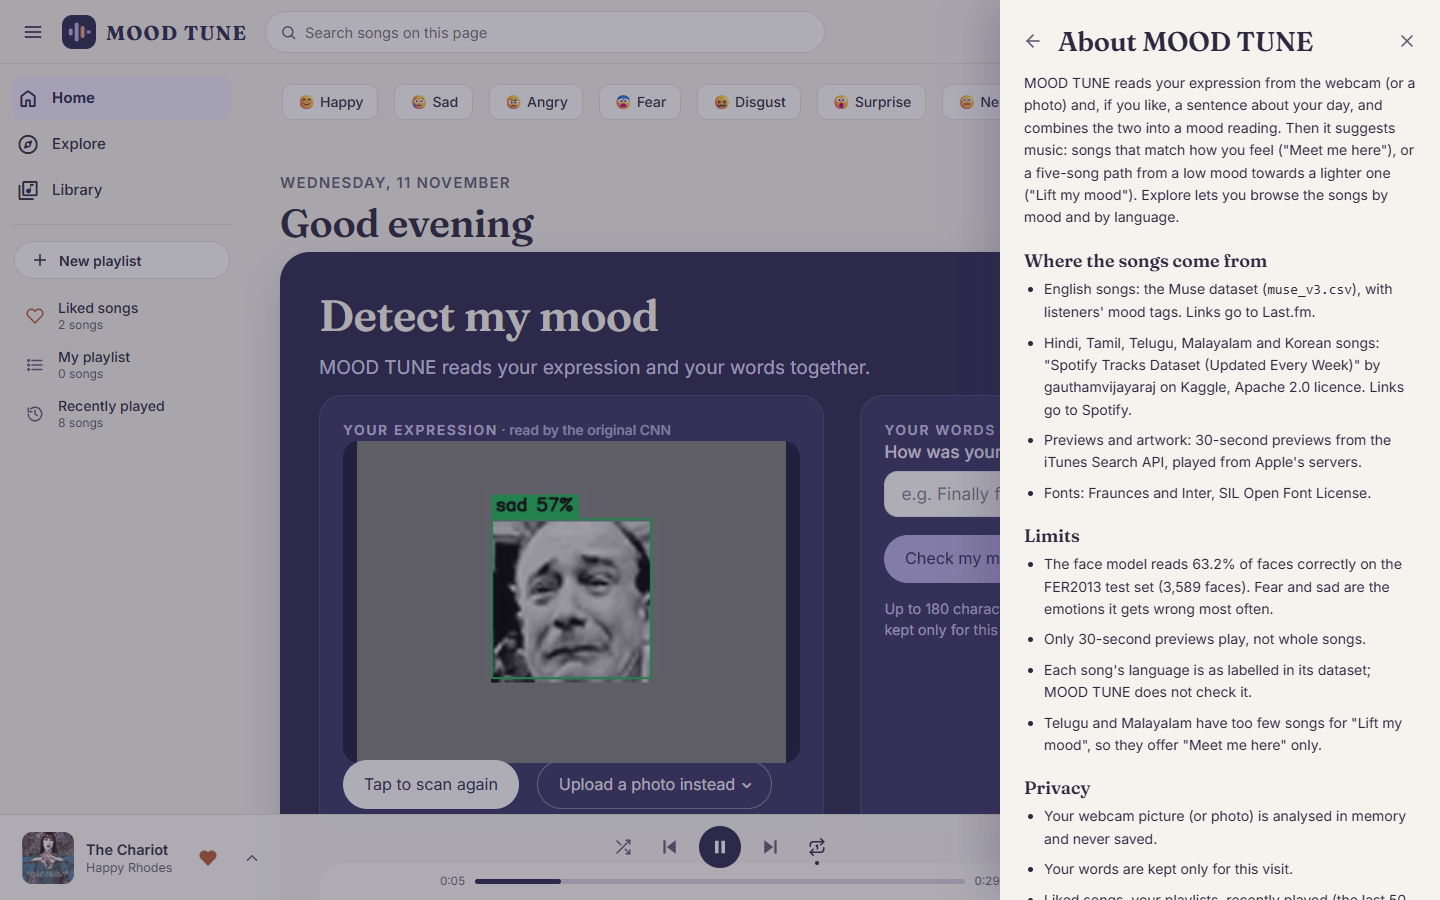 MOOD TUNE
Search songs on this page
Home
Explore
Library
New playlist
Liked songs
2 songs
My playlist
0 songs
Recently played
8 songs
Happy
Sad
Angry
Fear
Disgust
Surprise
Ne
WEDNESDAY, 11 NOVEMBER
Good evening
Detect my mood
MOOD TUNE reads your expression and your words together.
YOUR EXPRESSION · read by the original CNN
sad 57%
Tap to scan again
Upload a photo instead
YOUR WORDS
How was your
e.g. Finally f
Check my m
Up to 180 charac
kept only for this
The Chariot
Happy Rhodes
0:05
0:29
About MOOD TUNE
MOOD TUNE reads your expression from the webcam (or a
photo) and, if you like, a sentence about your day, and
combines the two into a mood reading. Then it suggests
music: songs that match how you feel ("Meet me here"), or
a five-song path from a low mood towards a lighter one
("Lift my mood"). Explore lets you browse the songs by
mood and by language.
Where the songs come from
English songs: the Muse dataset (muse_v3.csv), with
listeners' mood tags. Links go to Last.fm.
Hindi, Tamil, Telugu, Malayalam and Korean songs:
"Spotify Tracks Dataset (Updated Every Week)" by
gauthamvijayaraj on Kaggle, Apache 2.0 licence. Links
go to Spotify.
Previews and artwork: 30-second previews from the
iTunes Search API, played from Apple's servers.
Fonts: Fraunces and Inter, SIL Open Font License.
Limits
The face model reads 63.2% of faces correctly on the
FER2013 test set (3,589 faces). Fear and sad are the
emotions it gets wrong most often.
Only 30-second previews play, not whole songs.
Each song's language is as labelled in its dataset;
MOOD TUNE does not check it.
Telugu and Malayalam have too few songs for "Lift my
mood", so they offer "Meet me here" only.
Privacy
Your webcam picture (or photo) is analysed in memory
and never saved.
Your words are kept only for this visit.
Liked songs, your playlists, recently played (the last 50